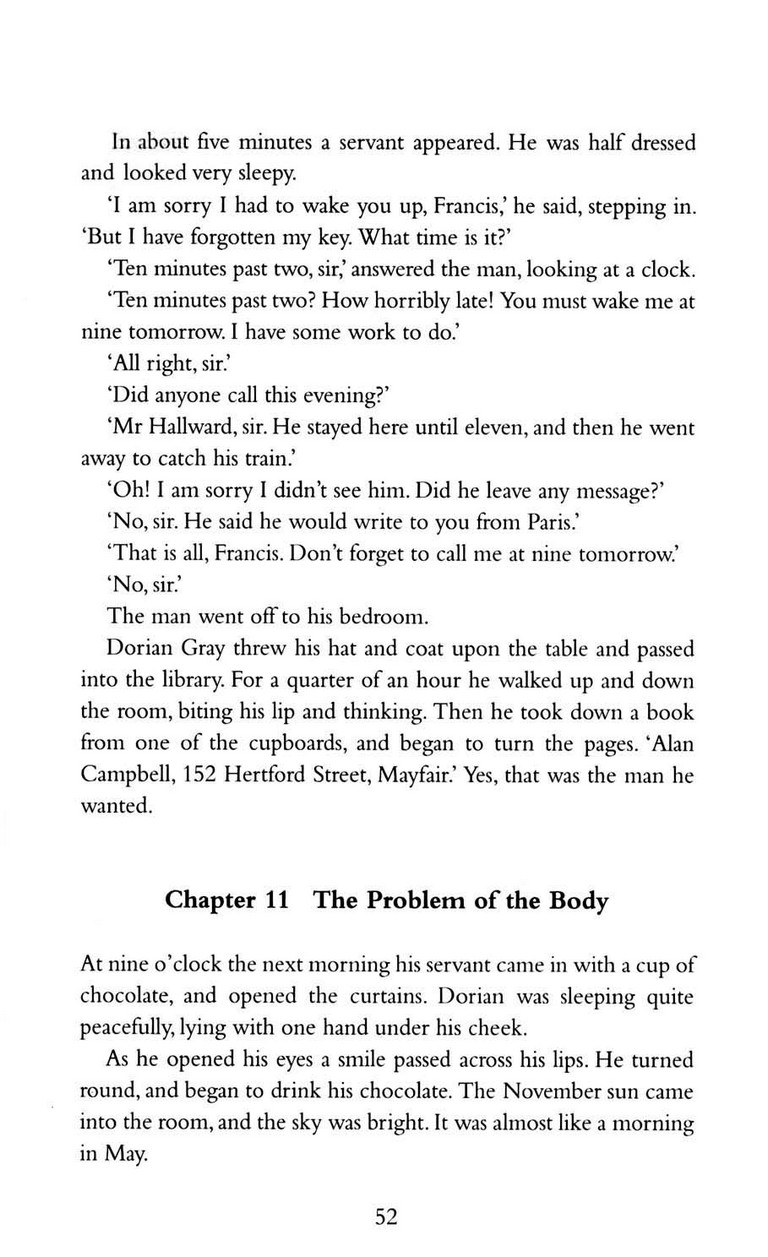 In about five minutes a servant appeared. He was half dressed
and looked very sleepy.
‘I am sorry I had to wake you up, Francis,’ he said, stepping in.
‘But I have forgotten my key. What time is it?’
‘Ten minutes past two, sir,’ answered the man, looking at a clock.
‘Ten minutes past two? How horribly late! You must wake me at
nine tomorrow. I have some work to do.’
‘All right, sir.’
‘Did anyone call this evening?’
‘Mr Hallward, sir. He stayed here until eleven, and then he went
away to catch his train.’
‘Oh! I am sorry I didn’t see him. Did he leave any message?’
‘No, sir. He said he would write to you from Paris.’
‘That is all, Francis. Don’t forget to call me at nine tomorrow.’
‘No, sir.’
The man went off to his bedroom.
Dorian Gray threw his hat and coat upon the table and passed
into the library. For a quarter of an hour he walked up and down
the room, biting his lip and thinking. Then he took down a book
from one of the cupboards, and began to turn the pages. ‘Alan
Campbell, 152 Hertford Street, Mayfair.’ Yes, that was the man he
wanted.
Chapter 11 The Problem of the Body
At nine o’clock the next morning his servant came in with a cup of
chocolate, and opened the curtains. Dorian was sleeping quite
peacefully, lying with one hand under his cheek.
As he opened his eyes a smile passed across his lips. He turned
round, and began to drink his chocolate. The November sun came
into the room, and the sky was bright. It was almost like a morning
in May.
52